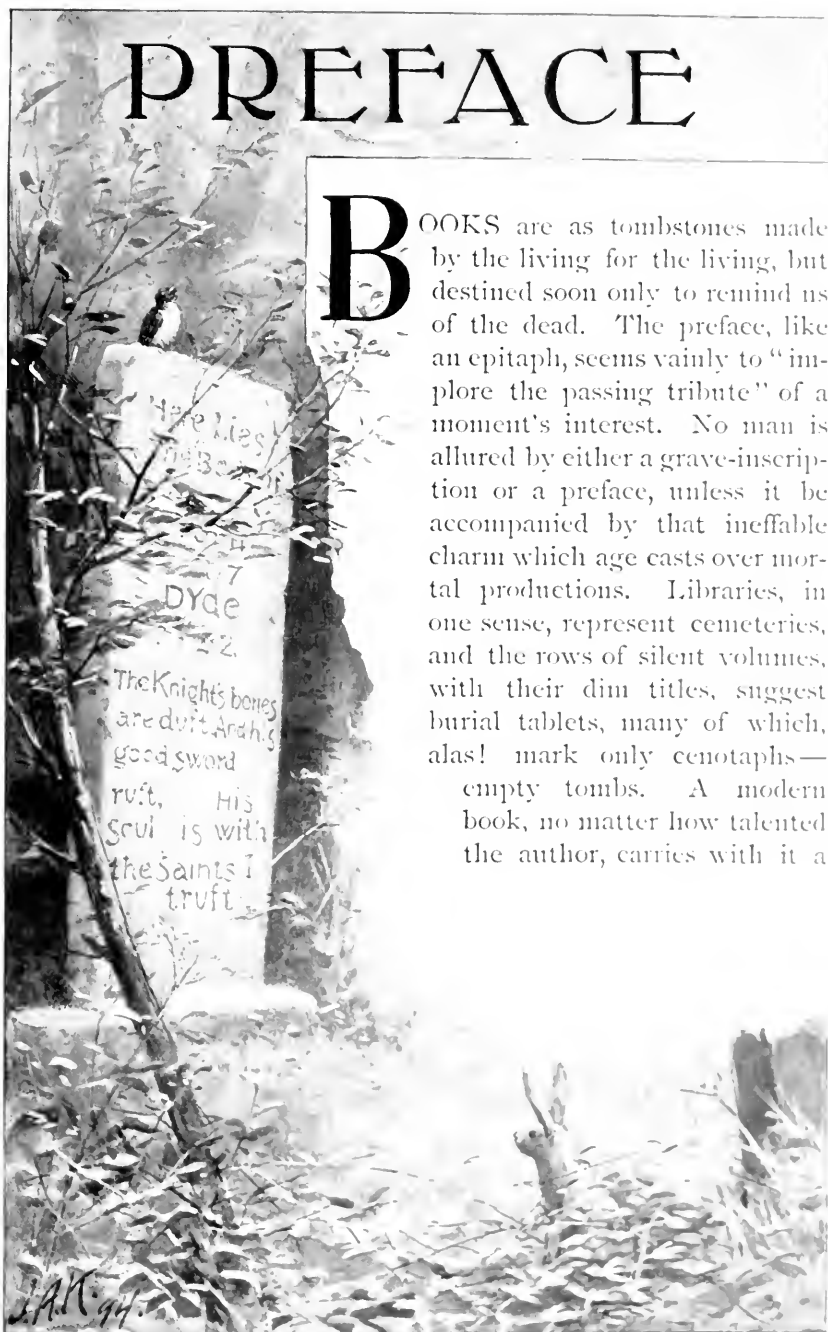 PREFACE
BOOKS are as tombstones made
by the living for the living, but
destined soon only to remind us
of the dead. The preface, like
an epitaph, seems vainly to "im-
plore the passing tribute" of a
moment's interest. No man is
allured by either a grave-inscrip-
tion or a preface, unless it be
accompanied by that ineffable
charm which age casts over mor-
tal productions. Libraries, in
one sense, represent cemeteries,
and the rows of silent volumes,
with their dim titles, suggest
burial tablets, many of which,
alas! mark only cenotaphs—
empty tombs. A modern
book, no matter how talented
the author, carries with it a
Here Lies
4
7
DYde
2.
The Knight's bones
are duſt And his
good sword
ruſt, His
Soul is with
the Saints I
truſt
J.A.K. 94.